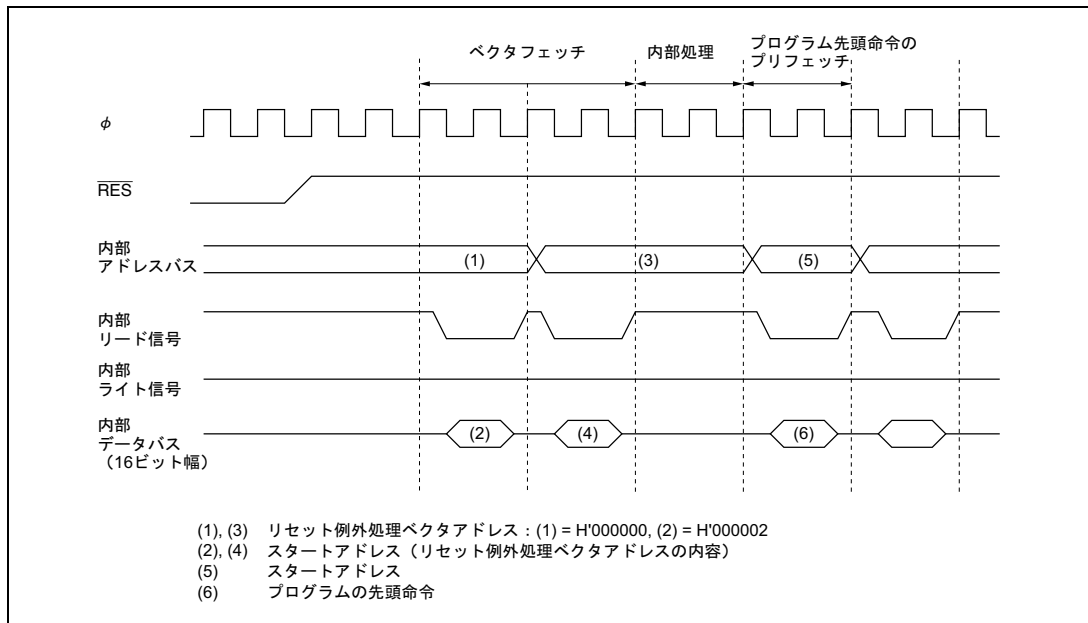 ベクタフェッチ
内部処理
プログラム先頭命令の
プリフェッチ
φ
RES
内部
アドレスバス
(1)
(3)
(5)
内部
リード信号
内部
ライト信号
内部
データバス
（16ビット幅）
(2)
(4)
(6)
(1), (3) リセット例外処理ベクタアドレス：(1) = H'000000, (2) = H'000002
(2), (4) スタートアドレス（リセット例外処理ベクタアドレスの内容）
(5) スタートアドレス
(6) プログラムの先頭命令